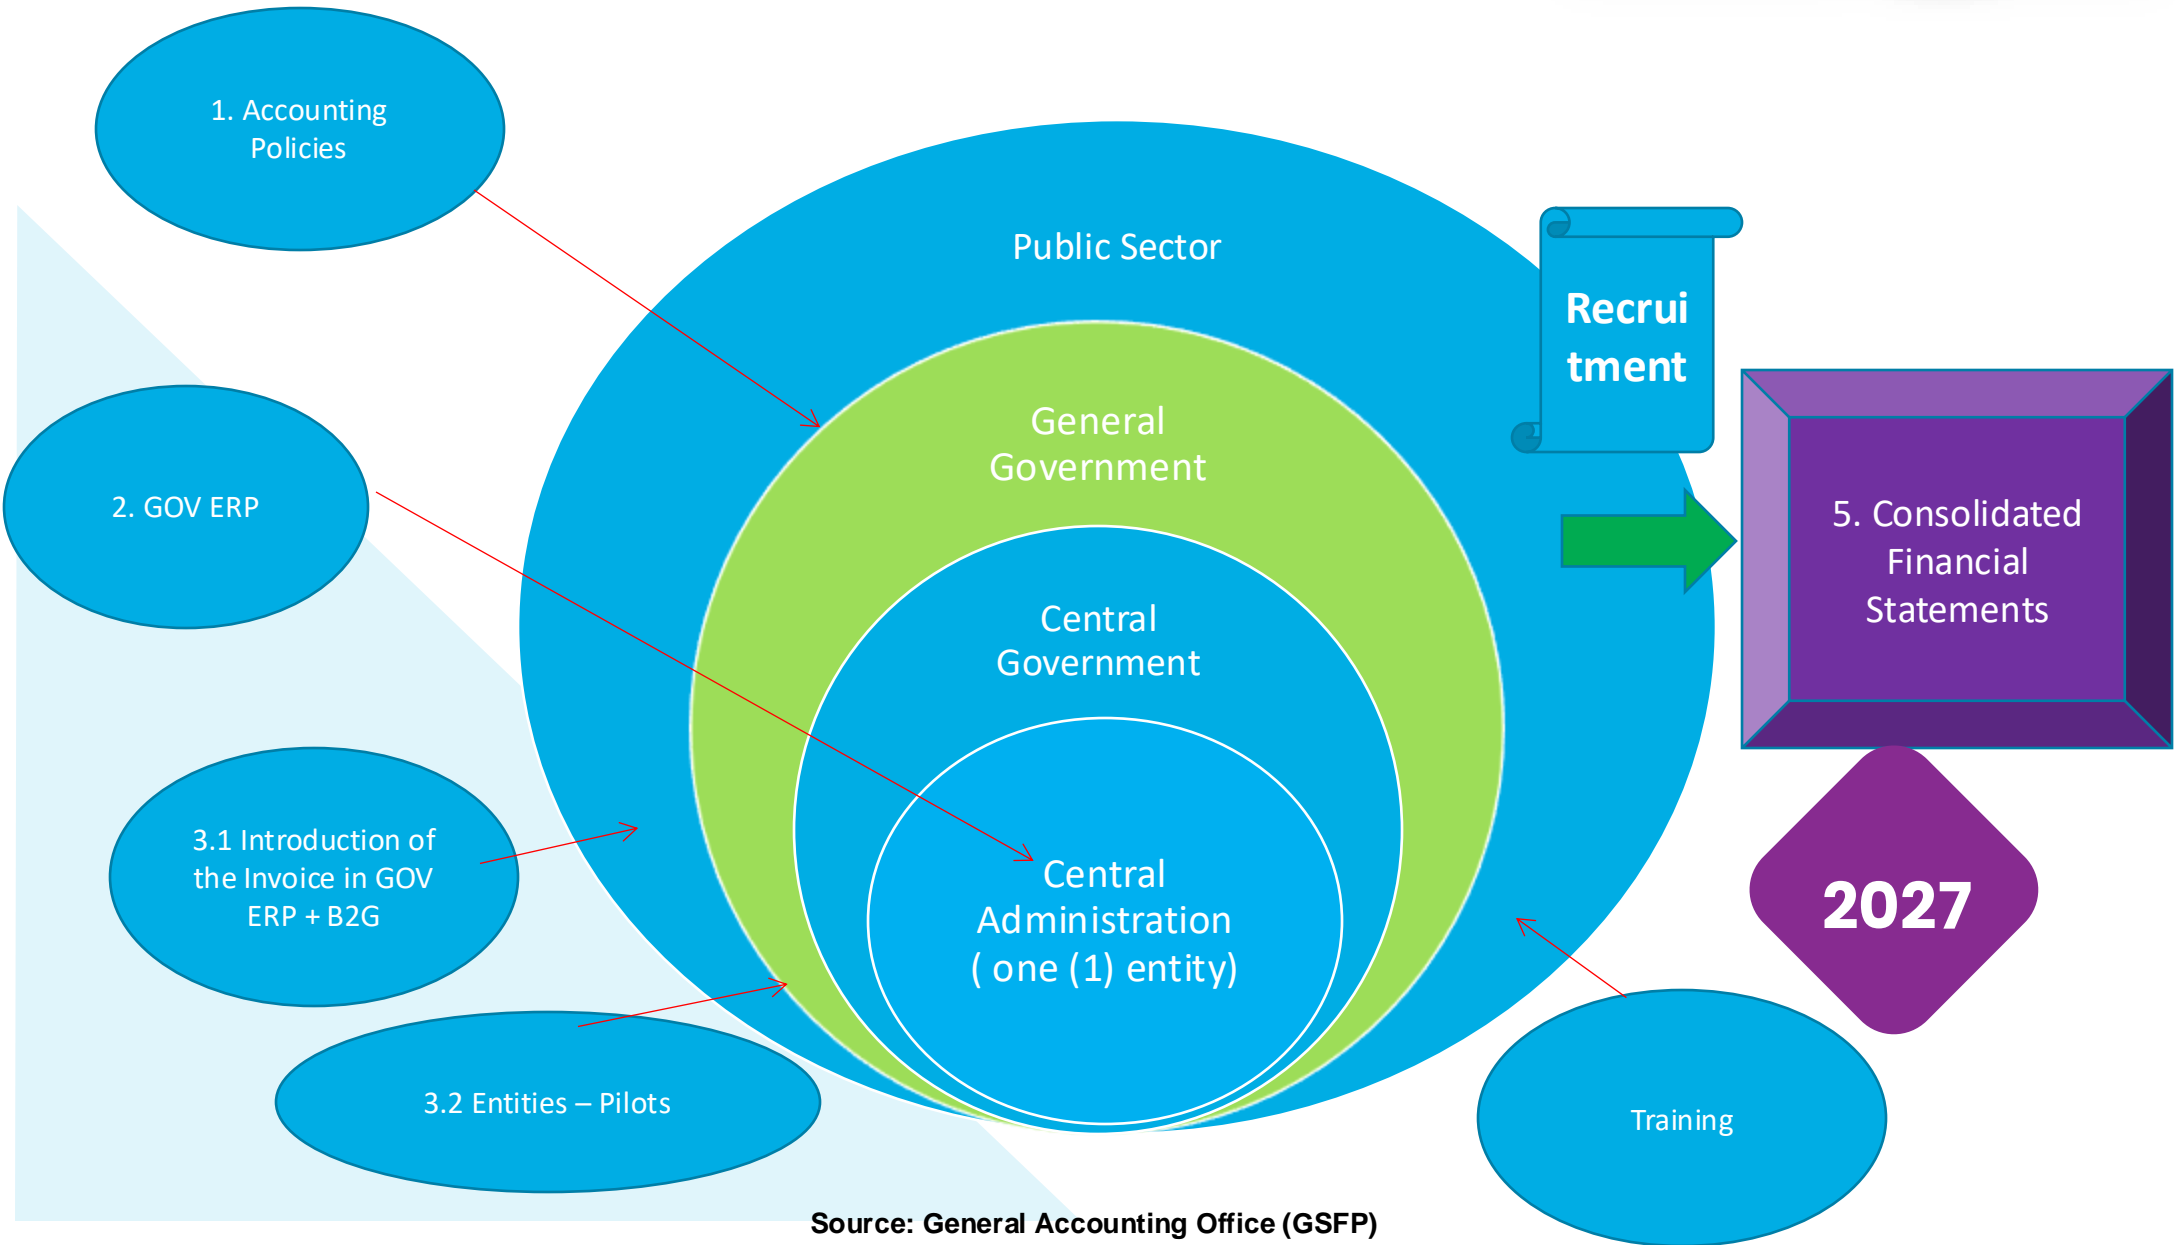 1. Accounting
Policies
Public Sector
Recrui
tment
General
Government
2. GOV ERP
5. Consolidated
Financial
Statements
Central
Government
3.1 Introduction of
the Invoice in GOV
ERP + B2G
Central
Administration
( one (1) entity)
2027
3.2 Entities – Pilots
Training
Source: General Accounting Office (GSFP)